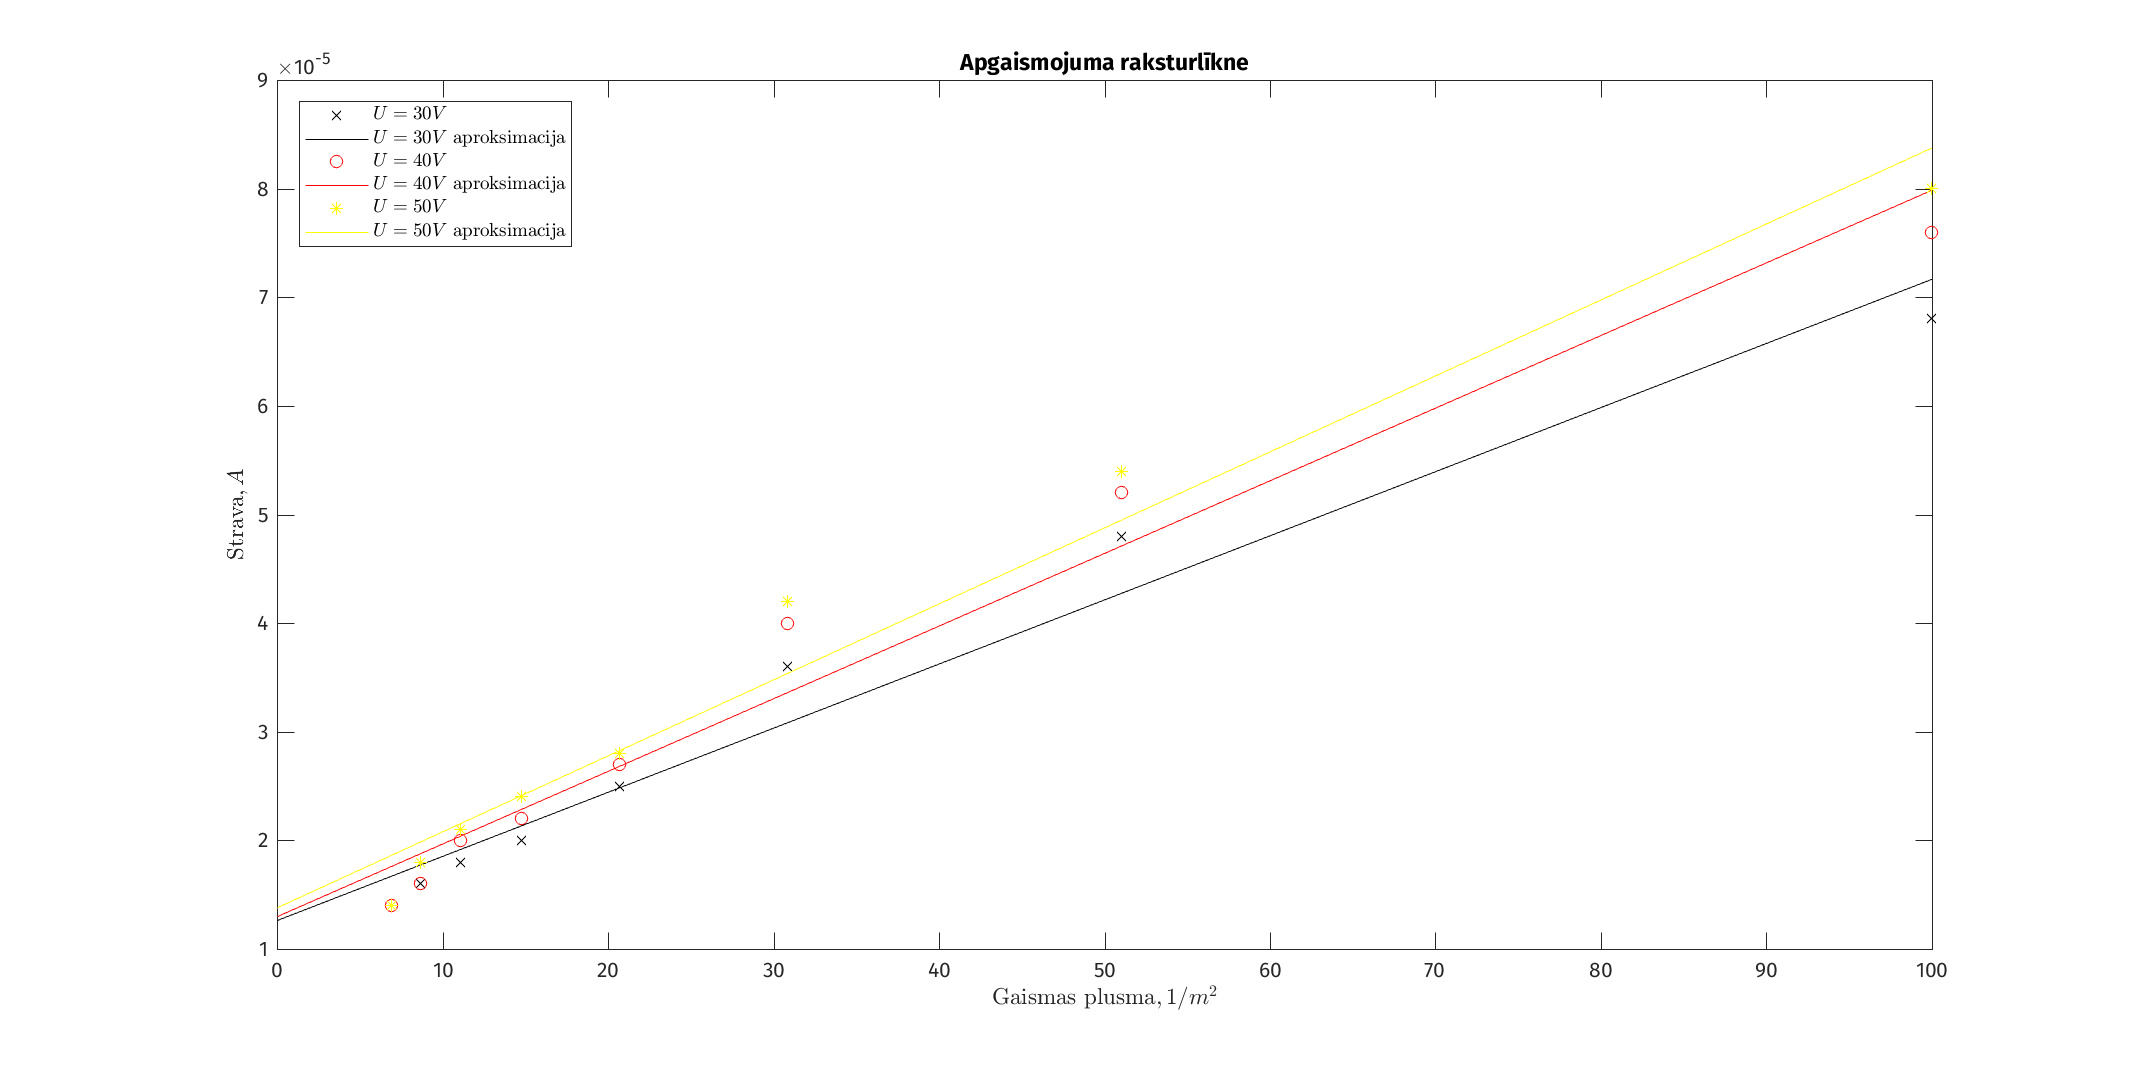 Apgaismojuma raksturlīkne
×10⁻⁵
9
8
7
6
5
4
3
2
1
U = 30V
U = 30V aproksimacija
U = 40V
U = 40V aproksimacija
U = 50V
U = 50V aproksimacija
Strava, A
0 10 20 30 40 50 60 70 80 90 100
Gaismas plusma, 1/m²